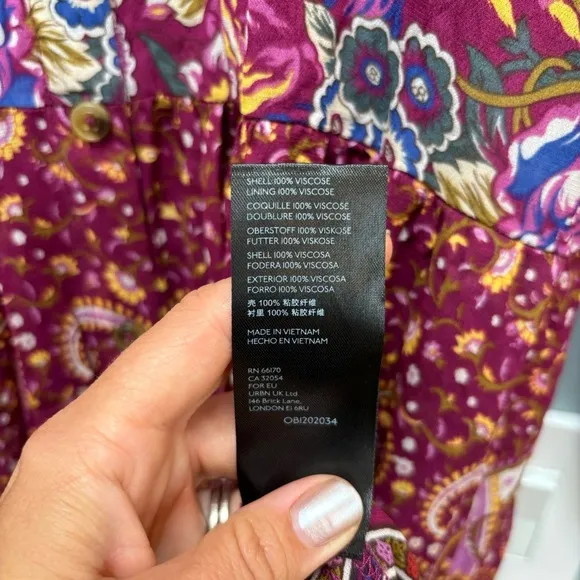 SHELL 100% VISCOSE
LINING 100% VISCOSE
COQUILLE 100% VISCOSE
DOUBLURE 100% VISCOSE
OBERSTOFF 100% VISKOSE
FUTTER 100% VISKOSE
SHELL 100% VISCOSA
FODERA 100% VISCOSA
EXTERIOR 100% VISCOSA
FORRO 100% VISCOSA
壳 100% 粘胶纤维
衬里 100% 粘胶纤维
MADE IN VIETNAM
HECHO EN VIETNAM
RN 66170
CA 32054
FOR EU
URBN UK Ltd
146 Brick Lane,
LONDON E1 6RU
OB1202034